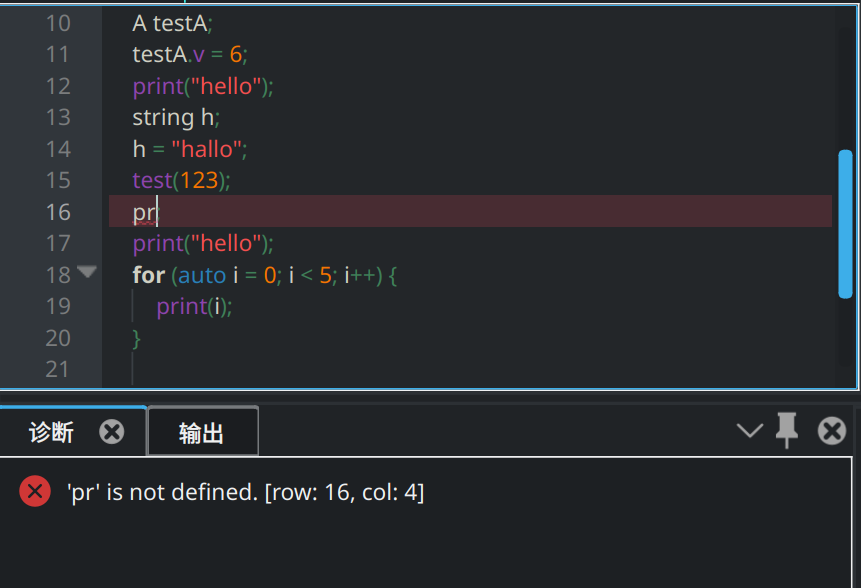 10 A testA;
11 testA.v = 6;
12 print("hello");
13 string h;
14 h = "hallo";
15 test(123);
16 pr;
17 print("hello");
18 for (auto i = 0; i < 5; i++) {
19 print(i);
20 }
21
诊断 输出
'pr' is not defined. [row: 16, col: 4]